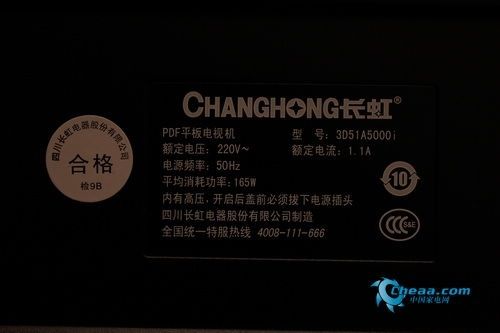 CHANGHONG长虹®
PDF平板电视机 型 号: 3D51A5000i
额定电压: 220V~ 额定电流: 1.1A
电源频率: 50Hz
平均消耗功率: 165W
内有高压，开启后盖前必须拔下电源插头
四川长虹电器股份有限公司制造
全国统一特服热线 4008-111-666
四川长虹电器股份有限公司
合格
检9B
10
CCC S&E
Cheaa.com
中国家电网